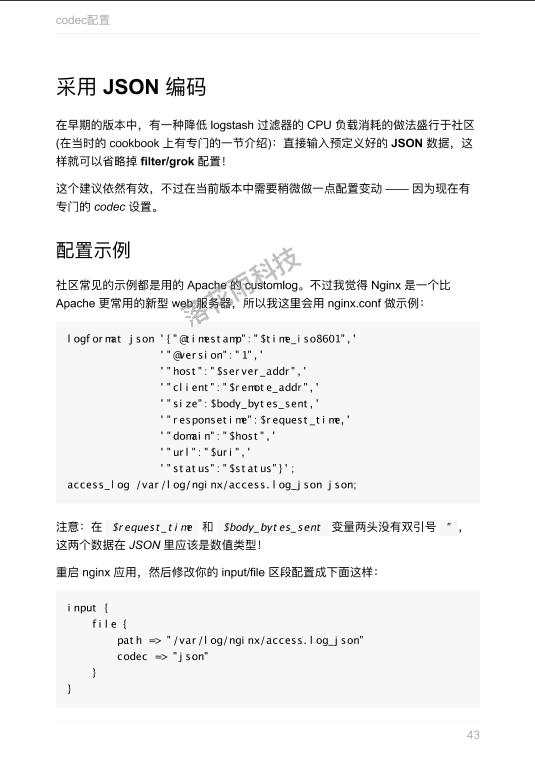 codec配置
采用 JSON 编码
在早期的版本中，有一种降低 logstash 过滤器的 CPU 负载消耗的做法盛行于社区
(在当时的 cookbook 上有专门的一节介绍)：直接输入预定义好的 JSON 数据，这
样就可以省略掉 filter/grok 配置！
这个建议依然有效，不过在当前版本中需要稍微做一点配置变动 —— 因为现在有
专门的 codec 设置。
配置示例
社区常见的示例都是用的 Apache 的 customlog。不过我觉得 Nginx 是一个比
Apache 更常用的新型 web 服务器，所以我这里会用 nginx.conf 做示例：
洛花雨科技
logformat json '{"@timestamp":"$time_iso8601",'
'"@version":"1",'
'"host":"$server_addr",'
'"client":"$remote_addr",'
'"size":$body_bytes_sent,'
'"responsetime":$request_time,'
'"domain":"$host",'
'"url":"$uri",'
'"status":"$status"}';
access_log /var/log/nginx/access.log_json json;
注意：在 $request_time 和 $body_bytes_sent 变量两头没有双引号 "，
这两个数据在 JSON 里应该是数值类型！
重启 nginx 应用，然后修改你的 input/file 区段配置成下面这样：
input {
file {
path => "/var/log/nginx/access.log_json"
codec => "json"
}
}
43